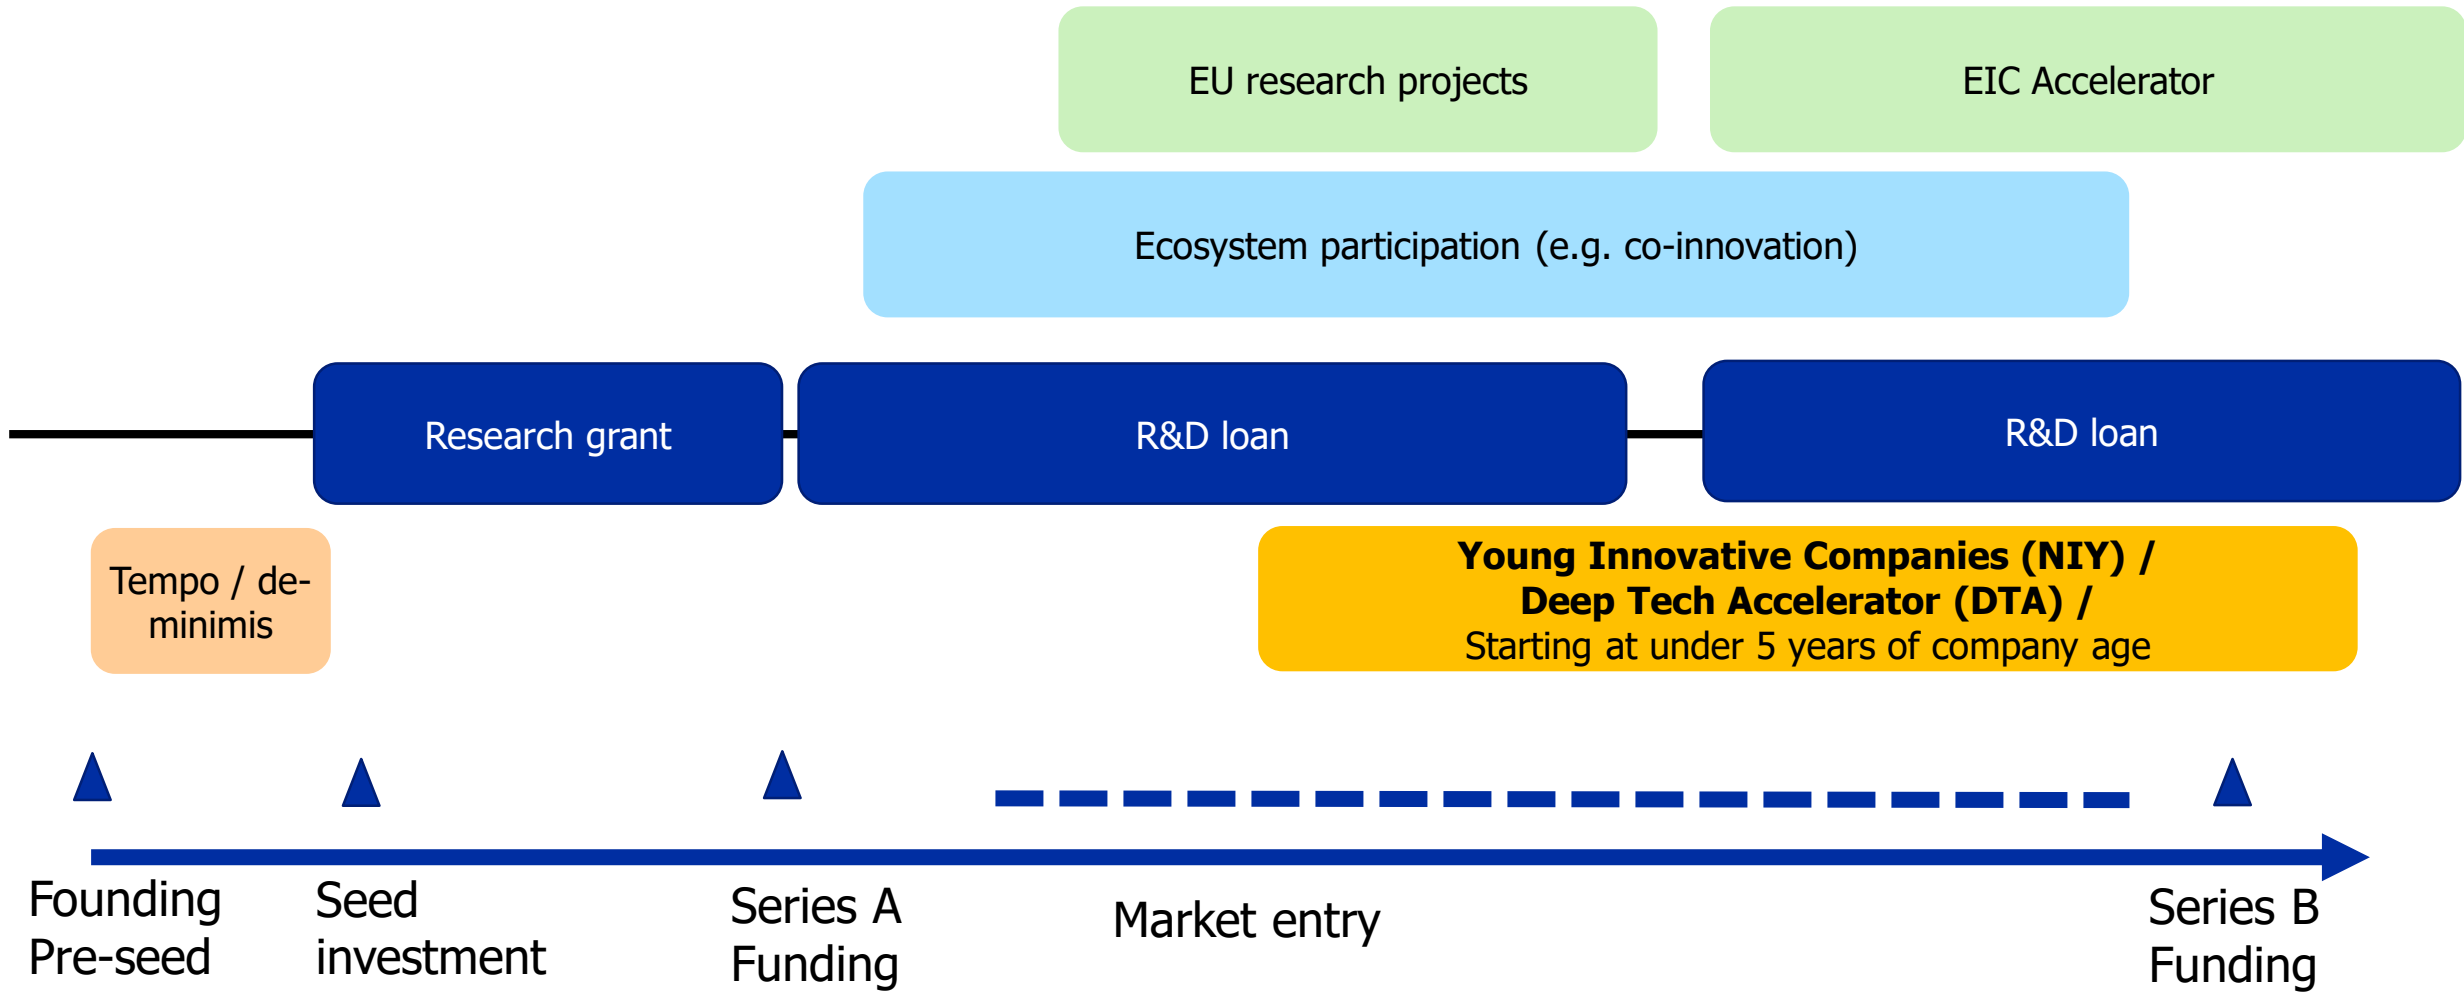 EU research projects
EIC Accelerator
Ecosystem participation (e.g. co-innovation)
Research grant
R&D loan
R&D loan
Tempo / de-
minimis
Young Innovative Companies (NIY) /
Deep Tech Accelerator (DTA) /
Starting at under 5 years of company age
Founding
Pre-seed
Seed
investment
Series A
Funding
Market entry
Series B
Funding